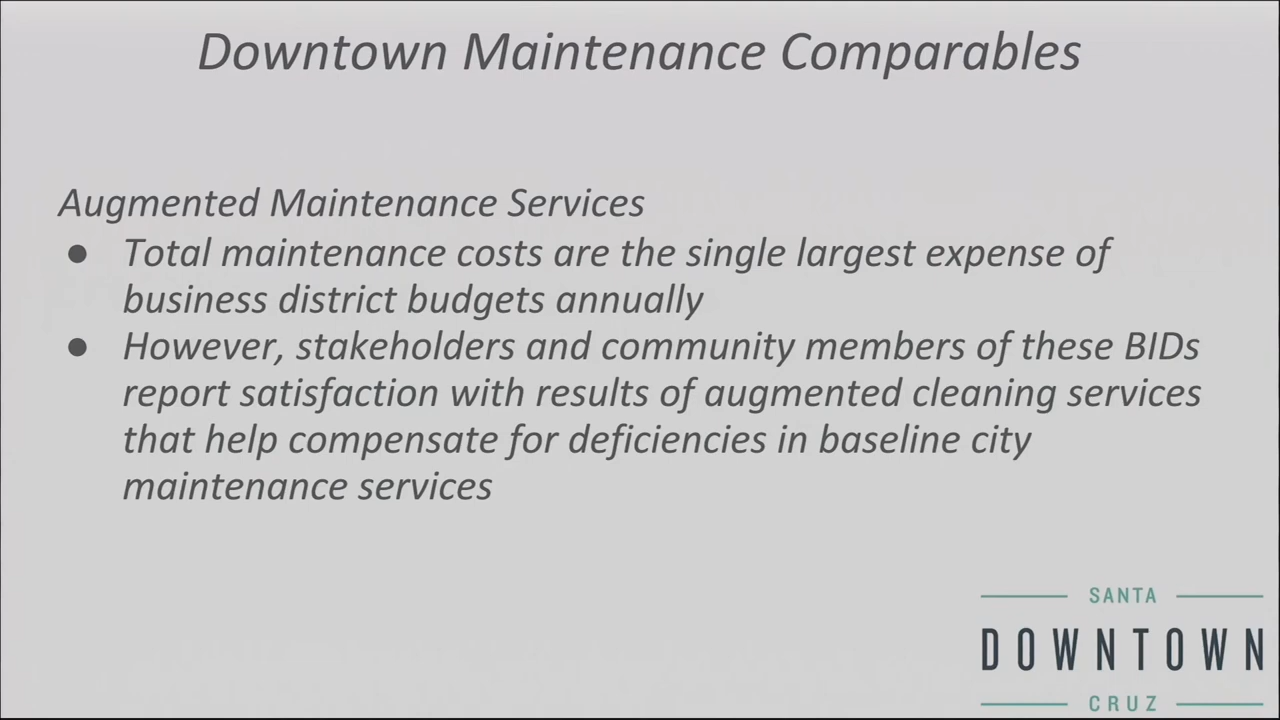 Downtown Maintenance Comparables
Augmented Maintenance Services
● Total maintenance costs are the single largest expense of
business district budgets annually
● However, stakeholders and community members of these BIDs
report satisfaction with results of augmented cleaning services
that help compensate for deficiencies in baseline city
maintenance services
SANTA
DOWNTOWN
CRUZ